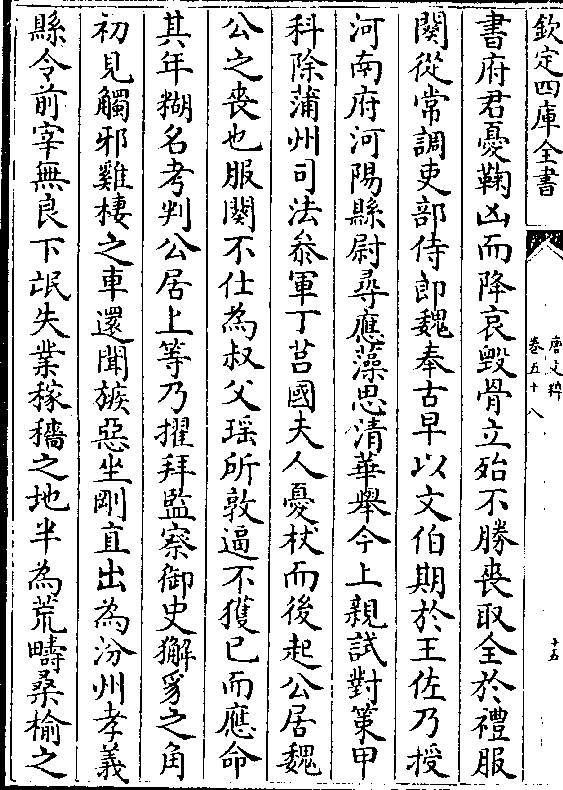 欽定四庫全書
唐文粹
卷五十八
十五
書府君憂鞠凶而降哀毀骨立殆不勝喪取全於禮服
闋從常調吏部侍郎魏奉古早以文伯期於王佐乃授
河南府河陽縣尉尋應藻思清華舉今上親試對策甲
科除蒲州司法叅軍丁莒國夫人憂杖而後起公居魏
公之喪也服闋不仕為叔父瑶所敦逼不獲已而應命
其年糊名考判公居上等乃擢拜監察御史獬豸之角
初見觸邪雞棲之車還聞嫉惡坐剛直出為汾州孝義
縣令前宰無良下氓失業稼穡之地半為荒疇桑榆之